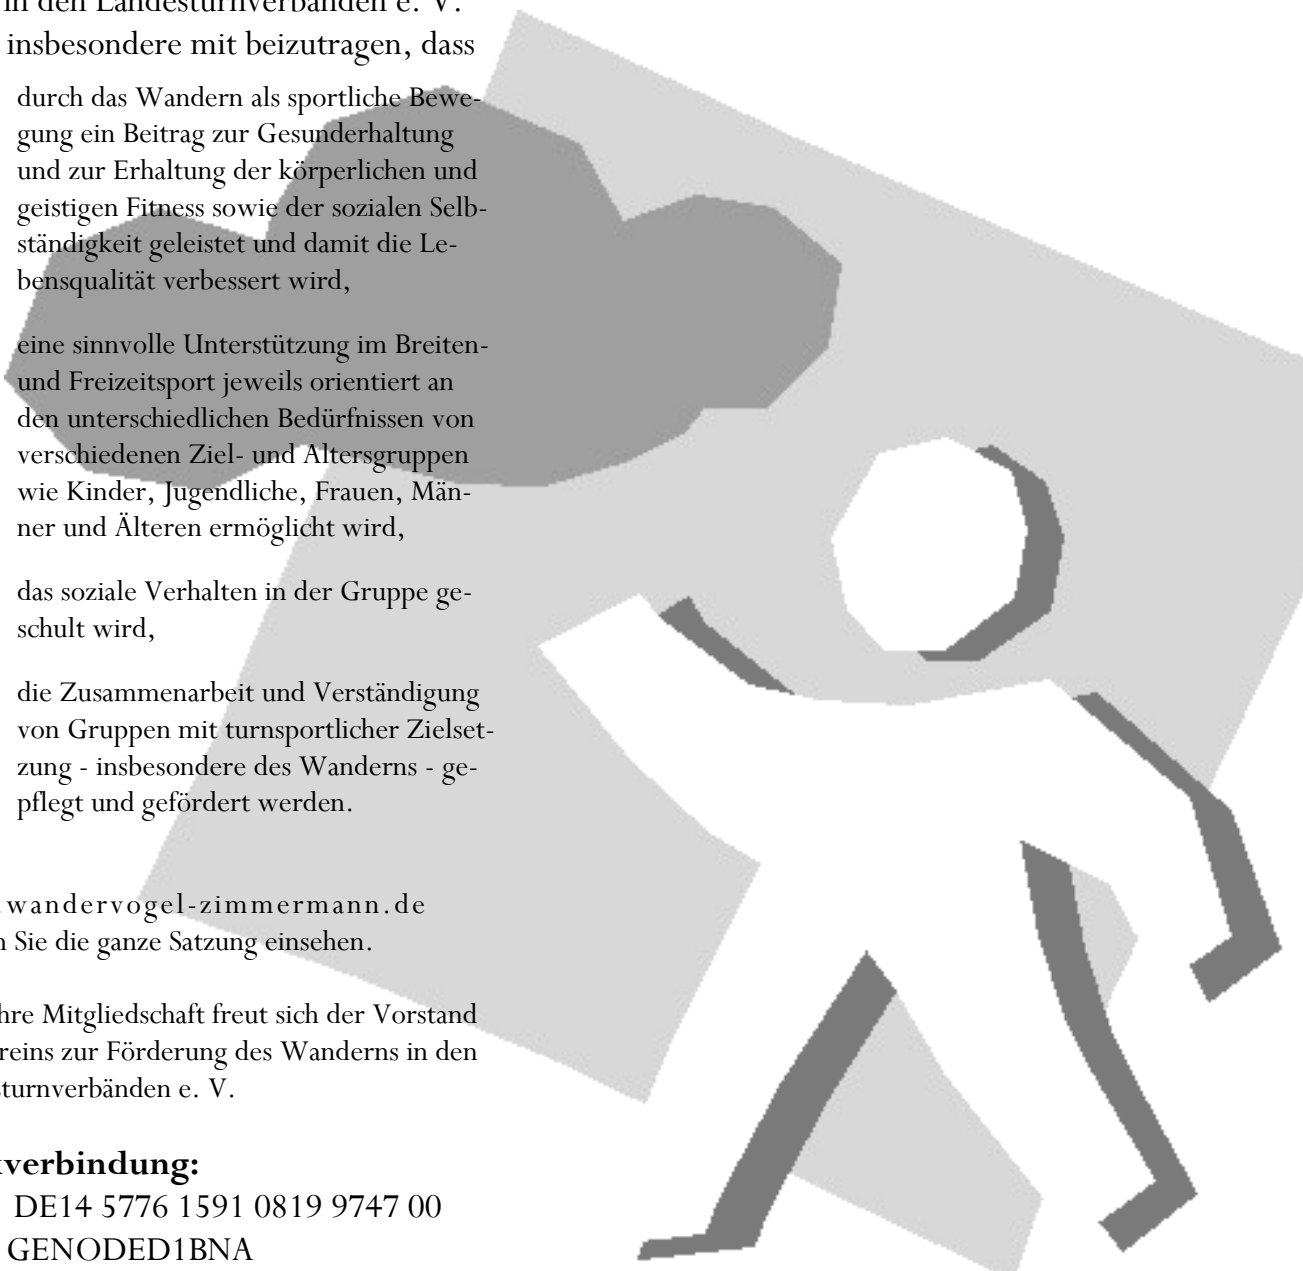 in den Landesturnverbänden e. V.
insbesondere mit beizutragen, dass
durch das Wandern als sportliche Bewe-
gung ein Beitrag zur Gesunderhaltung
und zur Erhaltung der körperlichen und
geistigen Fitness sowie der sozialen Selb-
ständigkeit geleistet und damit die Le-
bensqualität verbessert wird,
eine sinnvolle Unterstützung im Breiten-
und Freizeitsport jeweils orientiert an
den unterschiedlichen Bedürfnissen von
verschiedenen Ziel- und Altersgruppen
wie Kinder, Jugendliche, Frauen, Män-
ner und Älteren ermöglicht wird,
das soziale Verhalten in der Gruppe ge-
schult wird,
die Zusammenarbeit und Verständigung
von Gruppen mit turnsportlicher Zielset-
zung - insbesondere des Wanderns - ge-
pflegt und gefördert werden.
.wandervogel-zimmermann.de
Sie die ganze Satzung einsehen.
hre Mitgliedschaft freut sich der Vorstand
reins zur Förderung des Wanderns in den
turnverbänden e. V.
verbindung:
DE14 5776 1591 0819 9747 00
GENODED1BNA